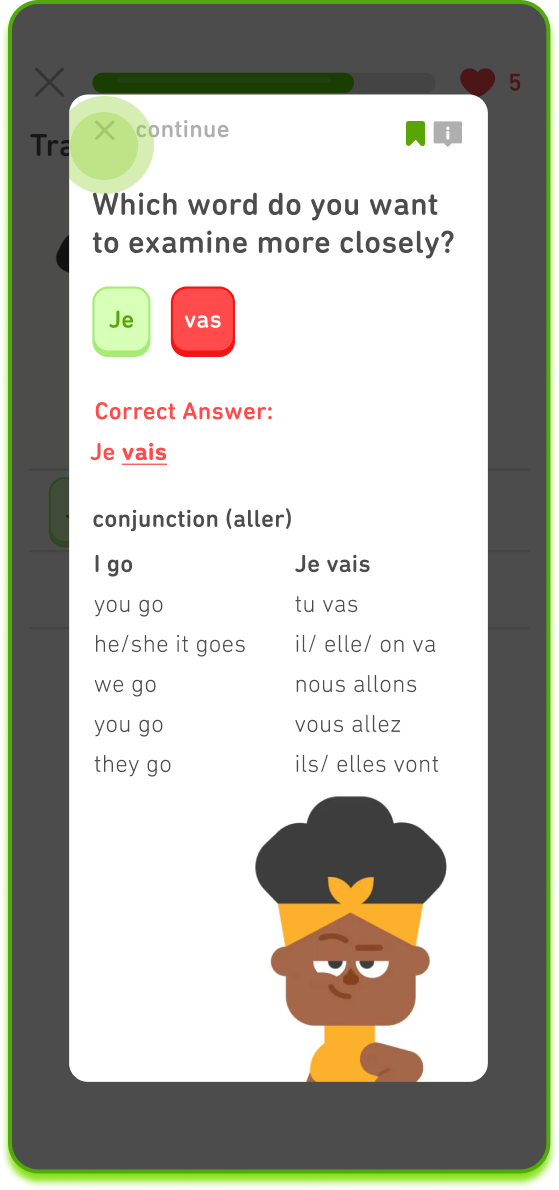 5
Tra
continue
i
Which word do you want
to examine more closely?
Je vas
Correct Answer:
Je vais
conjunction (aller)
I go Je vais
you go tu vas
he/she it goes il/ elle/ on va
we go nous allons
you go vous allez
they go ils/ elles vont